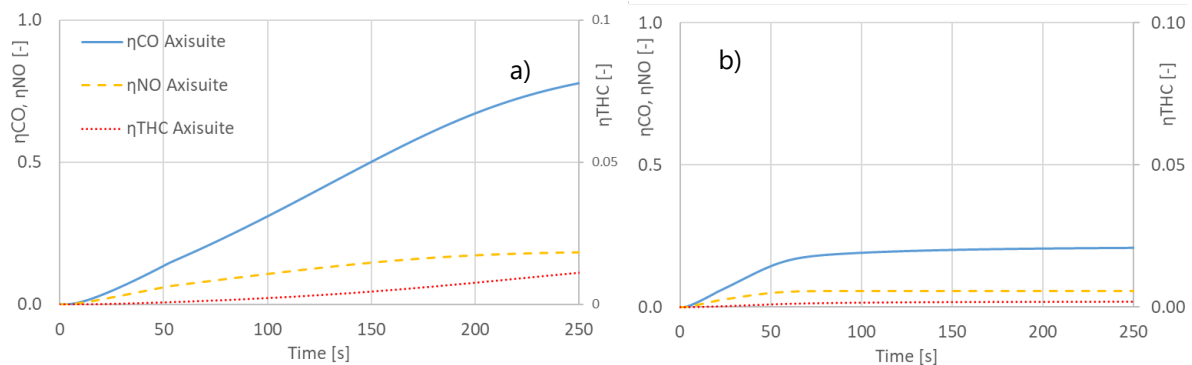 a)
ηCO, ηNO [-]
1.0
0.5
0.0
ηCO Axisuite
ηNO Axisuite
ηTHC Axisuite
0.1
0.05
0
ηTHC [-]
0 50 100 150 200 250
Time [s]
b)
ηCO, ηNO [-]
1.0
0.5
0.0
0.10
0.05
0.00
ηTHC [-]
0 50 100 150 200 250
Time [s]